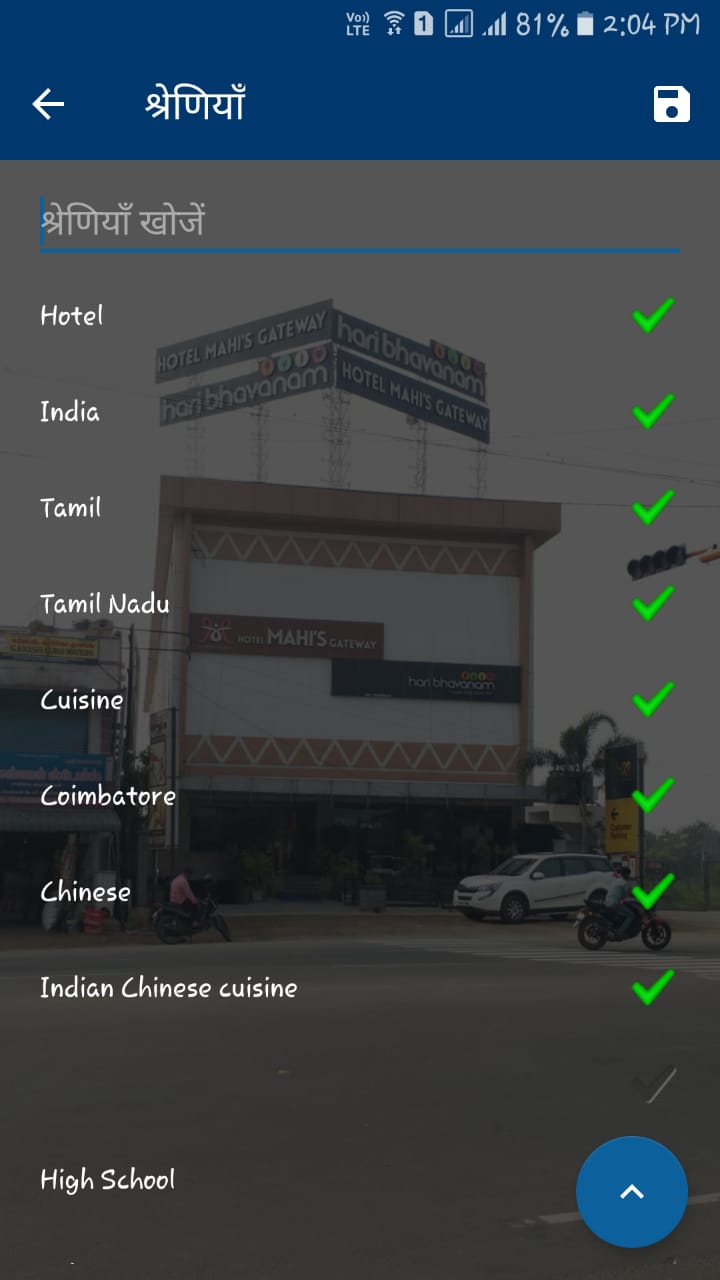 Vo))
LTE
1
81% 2:04 PM
श्रेणियाँ
श्रेणियाँ खोजें
Hotel
HOTEL MAHI'S GATEWAY
hari bhavanam
hari bhavanam
HOTEL MAHI'S GATEWAY
India
Tamil
Tamil Nadu
HOTEL MAHI'S GATEWAY
hari bhavanam
Cuisine
Coimbatore
Chinese
Indian Chinese cuisine
High School